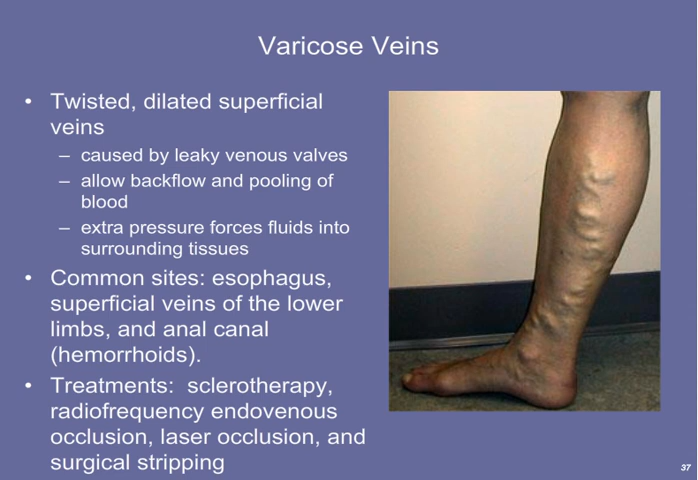 Varicose Veins
• Twisted, dilated superficial
veins
– caused by leaky venous valves
– allow backflow and pooling of
blood
– extra pressure forces fluids into
surrounding tissues
• Common sites: esophagus,
superficial veins of the lower
limbs, and anal canal
(hemorrhoids).
• Treatments:  sclerotherapy,
radiofrequency endovenous
occlusion, laser occlusion, and
surgical stripping
37